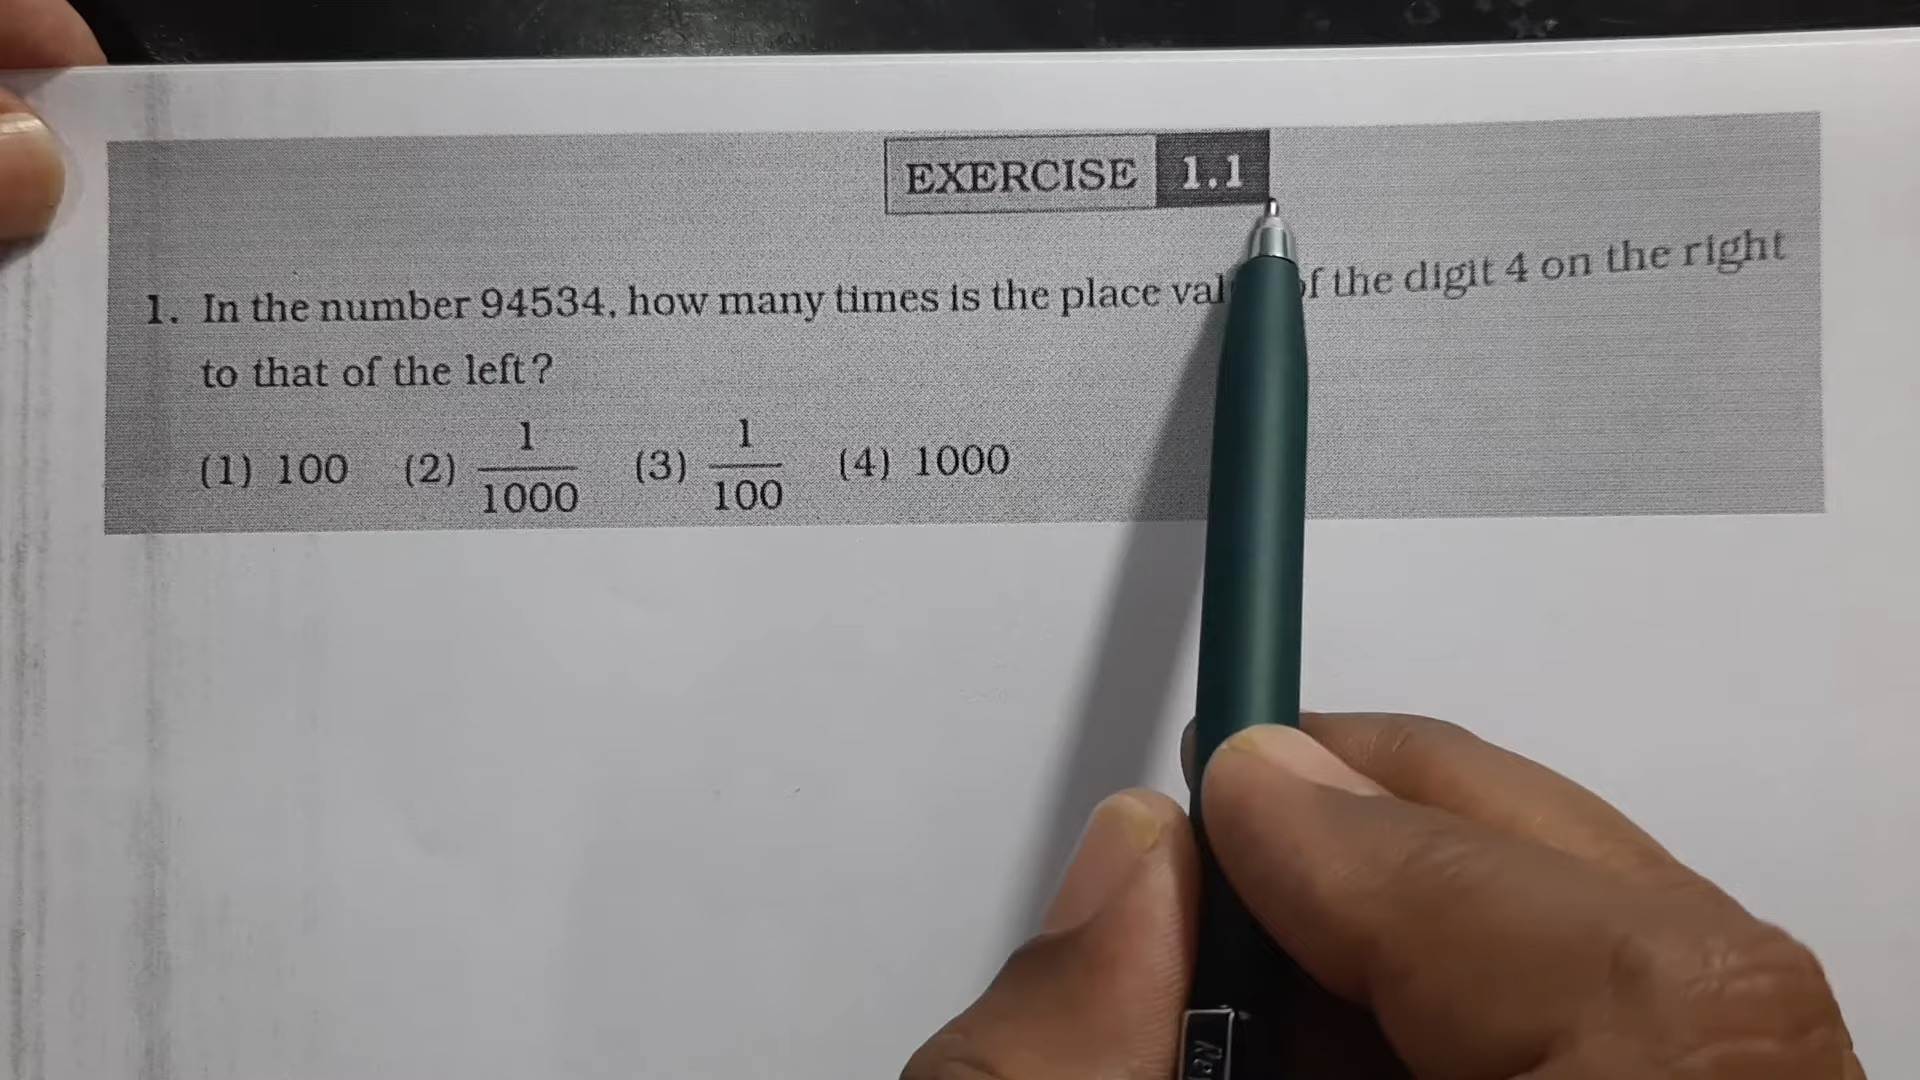 EXERCISE 1.1
1. In the number 94534, how many times is the place val f the digit 4 on the right
to that of the left?
(1) 100 (2) 1/1000 (3) 1/100 (4) 1000